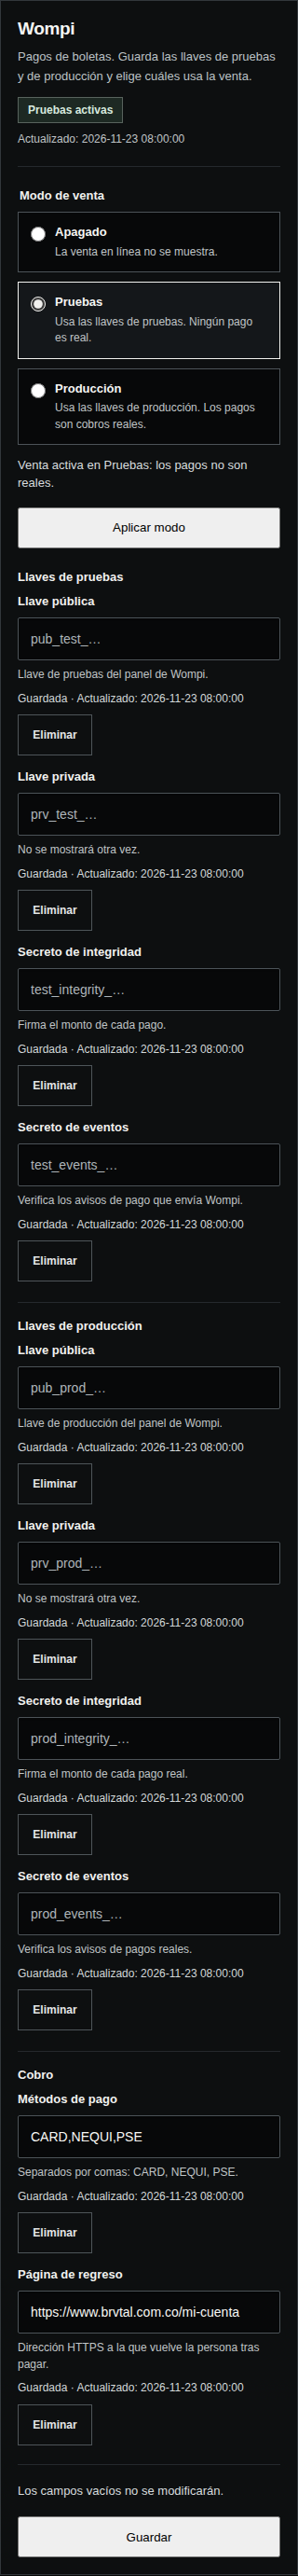 Wompi
Pagos de boletas. Guarda las llaves de pruebas
y de producción y elige cuáles usa la venta.
Pruebas activas
Actualizado: 2026-11-23 08:00:00
Modo de venta
Apagado
La venta en línea no se muestra.
Pruebas
Usa las llaves de pruebas. Ningún pago
es real.
Producción
Usa las llaves de producción. Los pagos
son cobros reales.
Venta activa en Pruebas: los pagos no son
reales.
Aplicar modo
Llaves de pruebas
Llave pública
pub_test_…
Llave de pruebas del panel de Wompi.
Guardada · Actualizado: 2026-11-23 08:00:00
Eliminar
Llave privada
prv_test_…
No se mostrará otra vez.
Guardada · Actualizado: 2026-11-23 08:00:00
Eliminar
Secreto de integridad
test_integrity_…
Firma el monto de cada pago.
Guardada · Actualizado: 2026-11-23 08:00:00
Eliminar
Secreto de eventos
test_events_…
Verifica los avisos de pago que envía Wompi.
Guardada · Actualizado: 2026-11-23 08:00:00
Eliminar
Llaves de producción
Llave pública
pub_prod_…
Llave de producción del panel de Wompi.
Guardada · Actualizado: 2026-11-23 08:00:00
Eliminar
Llave privada
prv_prod_…
No se mostrará otra vez.
Guardada · Actualizado: 2026-11-23 08:00:00
Eliminar
Secreto de integridad
prod_integrity_…
Firma el monto de cada pago real.
Guardada · Actualizado: 2026-11-23 08:00:00
Eliminar
Secreto de eventos
prod_events_…
Verifica los avisos de pagos reales.
Guardada · Actualizado: 2026-11-23 08:00:00
Eliminar
Cobro
Métodos de pago
CARD,NEQUI,PSE
Separados por comas: CARD, NEQUI, PSE.
Guardada · Actualizado: 2026-11-23 08:00:00
Eliminar
Página de regreso
https://www.brvtal.com.co/mi-cuenta
Dirección HTTPS a la que vuelve la persona tras
pagar.
Guardada · Actualizado: 2026-11-23 08:00:00
Eliminar
Los campos vacíos no se modificarán.
Guardar